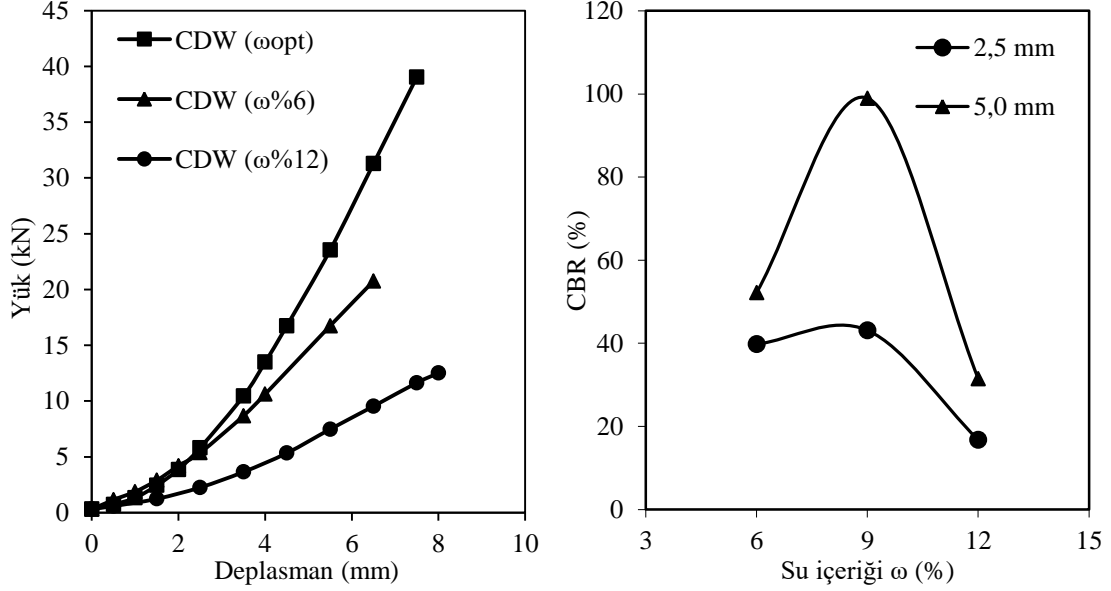 45
40
35
30
25
20
15
10
5
0
Yük (kN)
CDW (ωopt)
CDW (ω%6)
CDW (ω%12)
0 2 4 6 8 10
Deplasman (mm)
120
100
80
60
40
20
0
CBR (%)
2,5 mm
5,0 mm
3 6 9 12 15
Su içeriği ω (%)